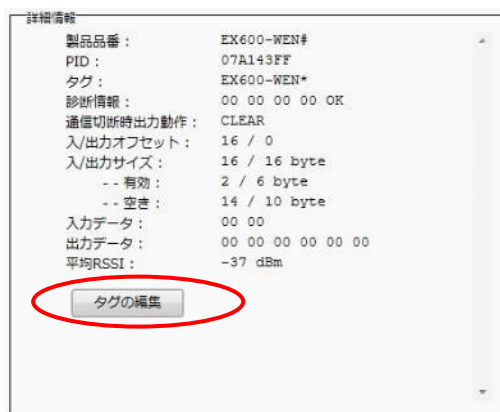 詳細情報
製品品番： EX600-WEN#
PID： 07A143FF
タグ： EX600-WEN*
診断情報： 00 00 00 00 OK
通信切断時出力動作： CLEAR
入/出力オフセット： 16 / 0
入/出力サイズ： 16 / 16 byte
-- 有効： 2 / 6 byte
-- 空き： 14 / 10 byte
入力データ： 00 00
出力データ： 00 00 00 00 00 00
平均RSSI： -37 dBm
タグの編集